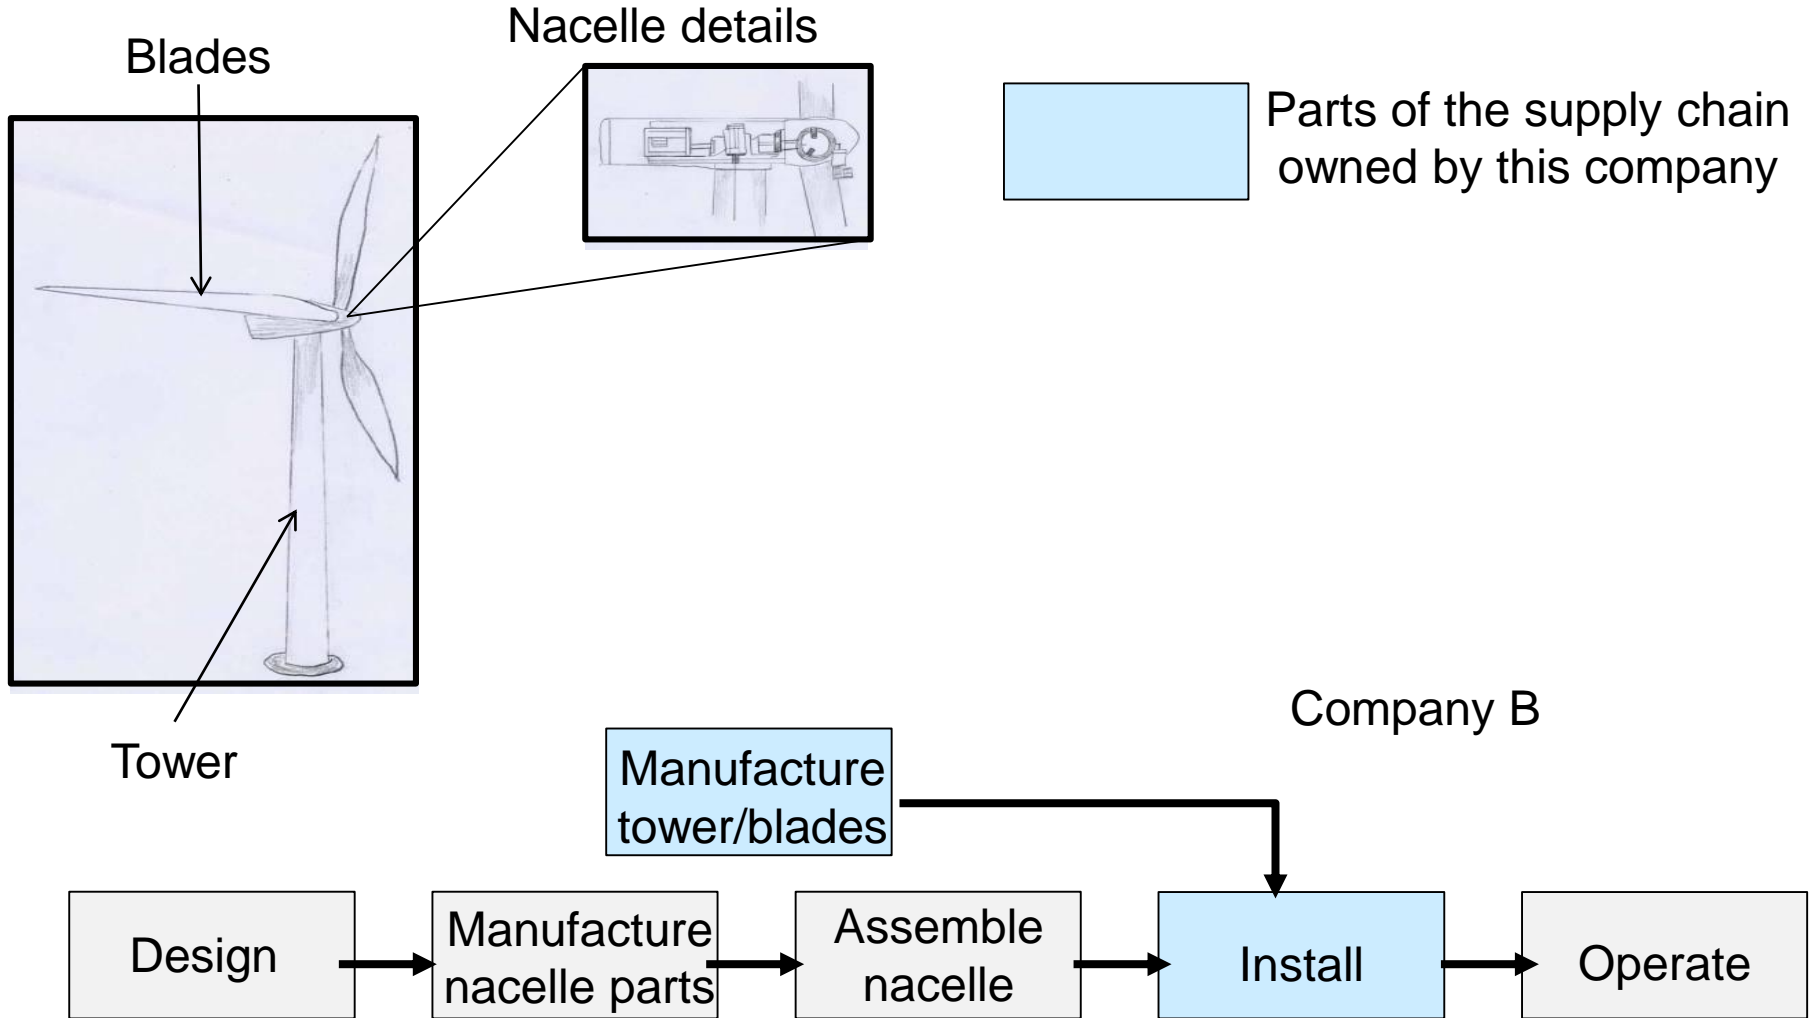 Nacelle details
Blades
Parts of the supply chain
owned by this company
Tower
Company B
Manufacture
tower/blades
Design
Manufacture
nacelle parts
Assemble
nacelle
Install
Operate